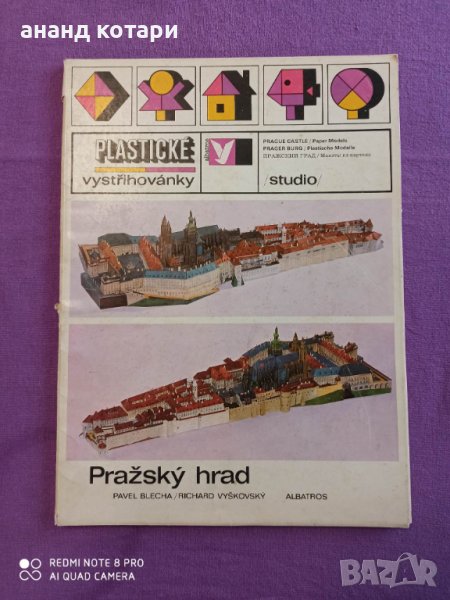 ананд котари
PLASTICKÉ
vystřihovánky
albatros
PRAGUE CASTLE / Paper Models
PRAGER BURG / Plastische Modelle
ПРАЖСКИЙ ГРАД / Макеты из картона
/studio/
Pražský hrad
PAVEL BLECHA / RICHARD VYŠKOVSKÝ ALBATROS
REDMI NOTE 8 PRO
AI QUAD CAMERA
BAZAR